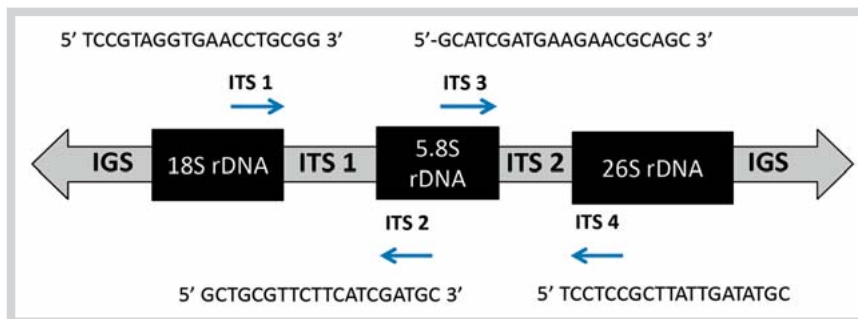 5’ TCCGTAGGTGAACCTGCGG 3’ 5’-GCATCGATGAAGAACGCAGC 3’
ITS 1 ITS 3
IGS 18S rDNA ITS 1 5.8S rDNA ITS 2 26S rDNA IGS
ITS 2 ITS 4
5’ GCTGCGTTCTTCATCGATGC 3’ 5’ TCCTCCGCTTATTGATATGC